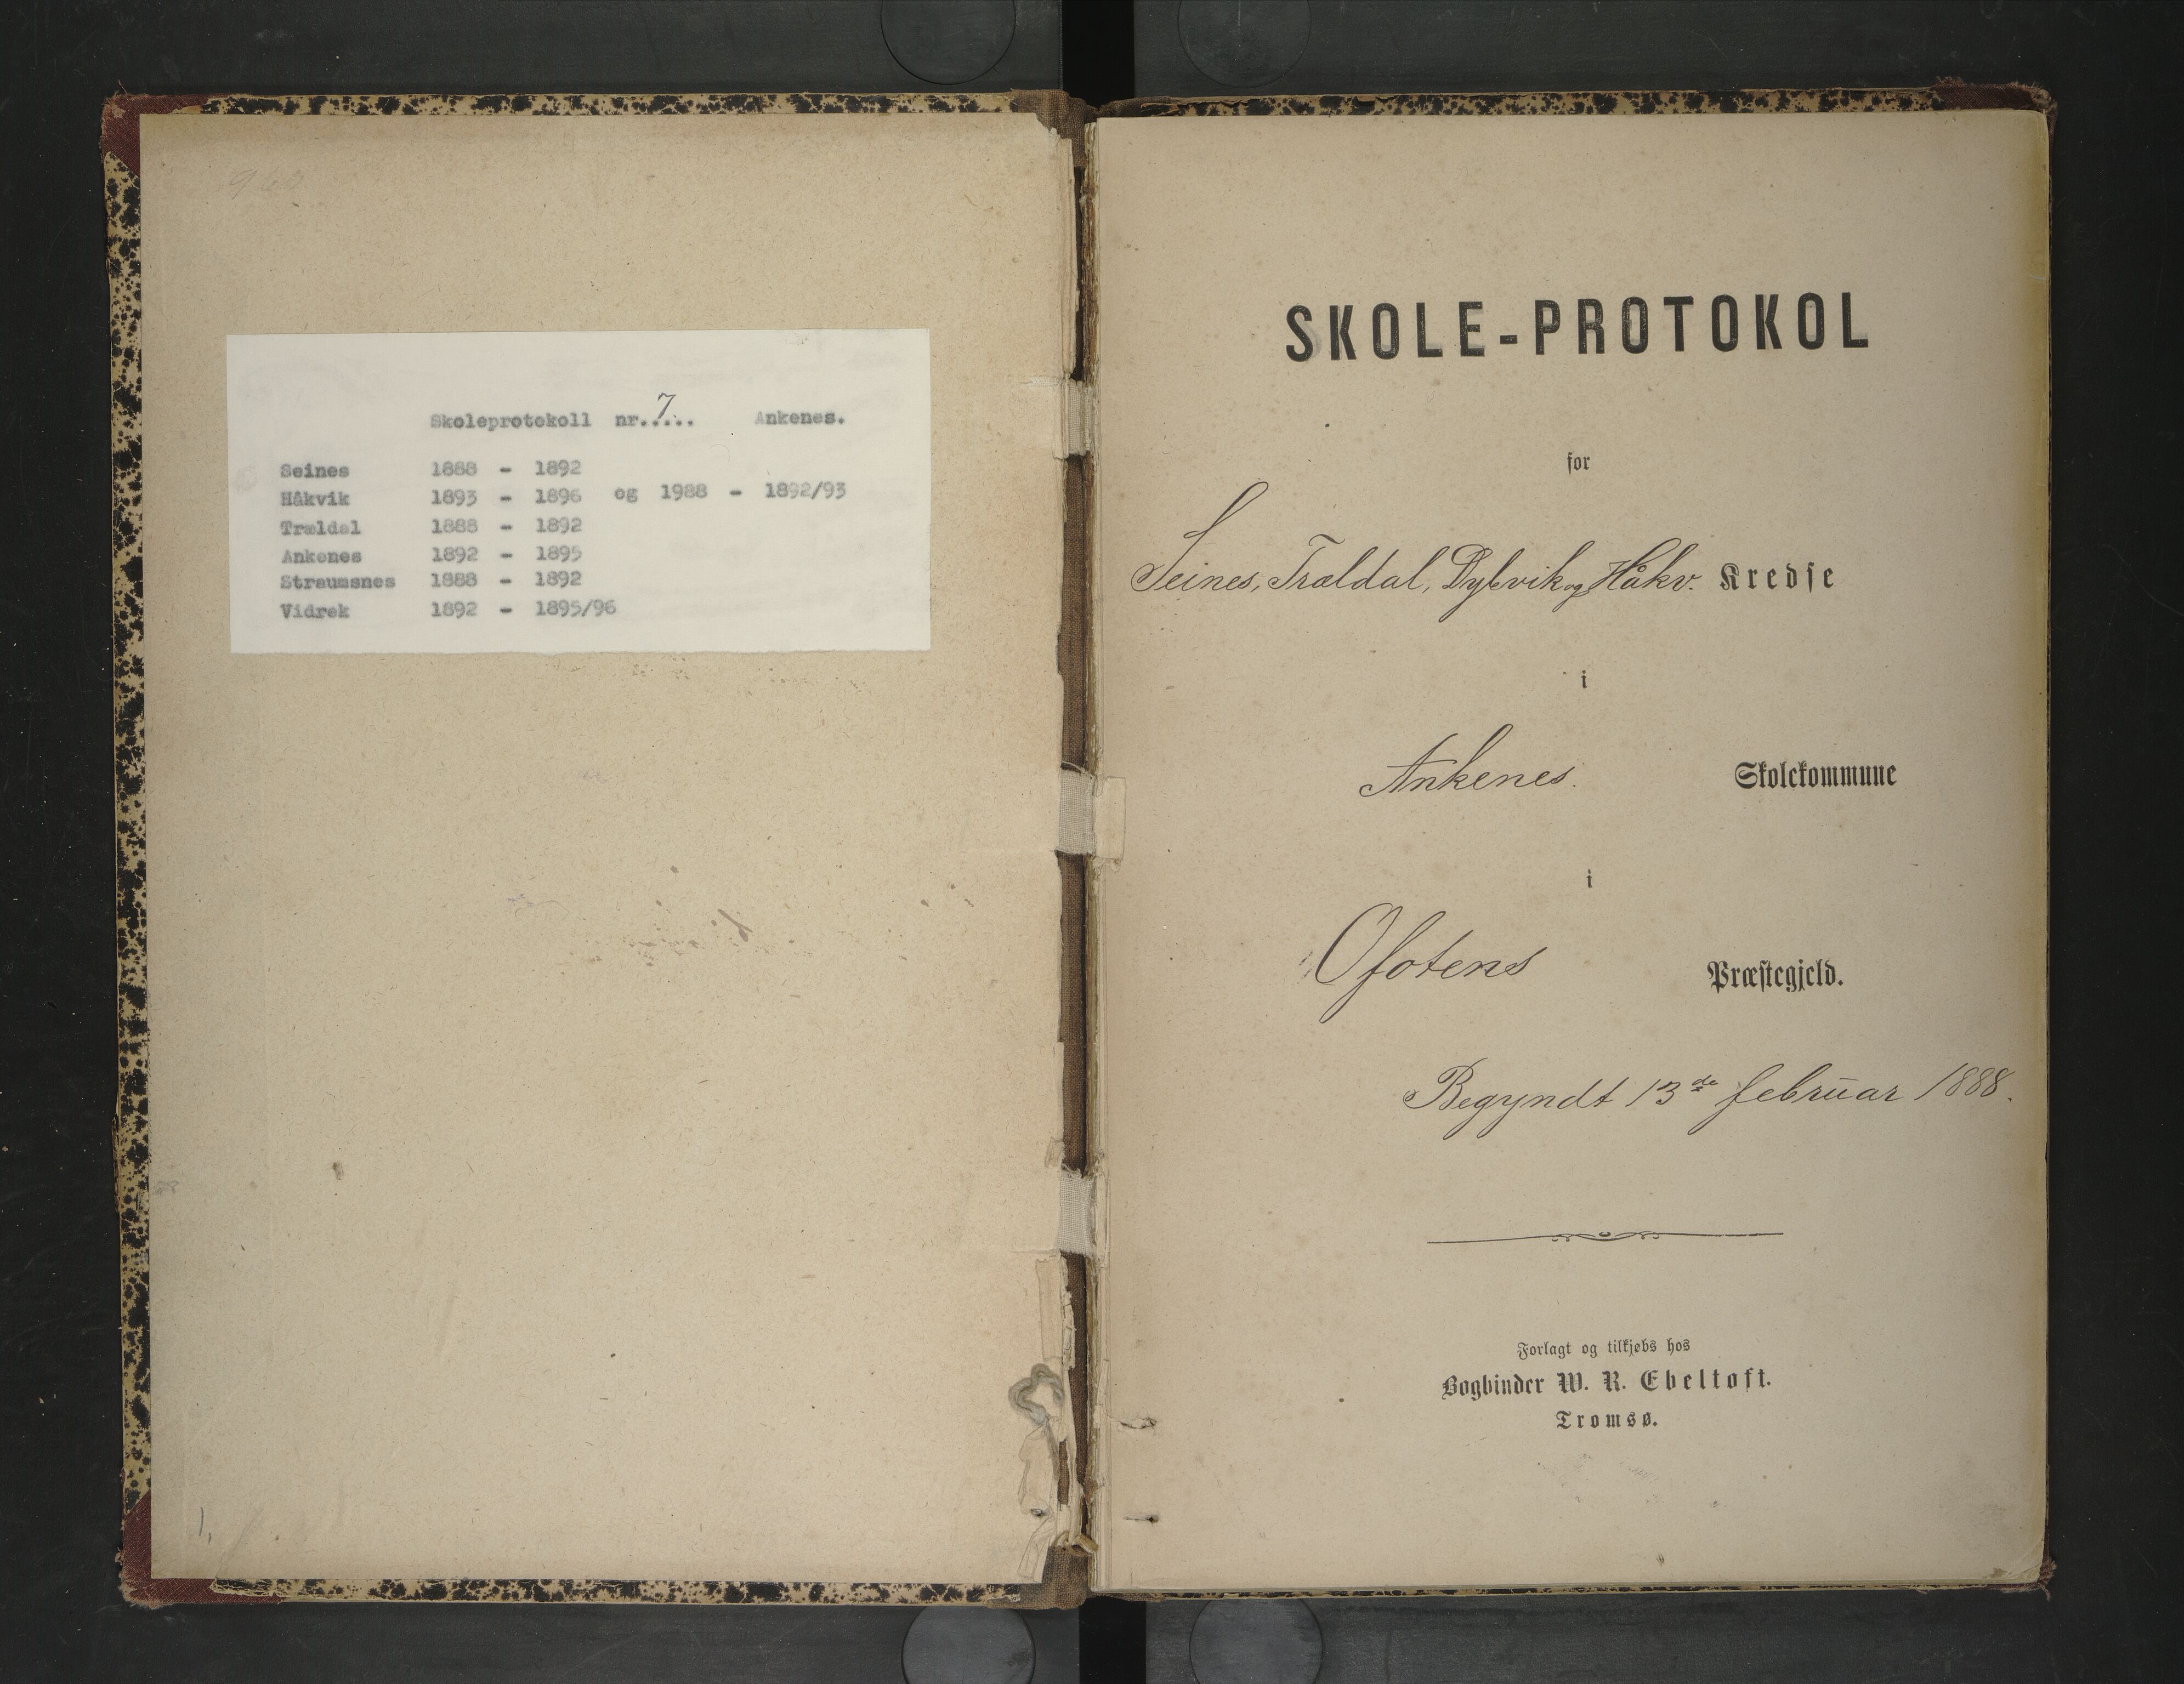 Skoleprotokoll nr.7.... Ankenes.
Seines 1888 - 1892
Håkvik 1893 - 1896 og 1988 - 1892/93
Trældal 1888 - 1892
Ankenes 1892 - 1895
Straumsnes 1888 - 1892
Vidrek 1892 - 1895/96
1.
SKOLE-PROTOKOL
for
Seines, Trældal, Dybvik og Håkv. Kredse
i
Ankenes. Skolekommune
i
Ofotens Præstegjeld.
Begyndt 13de februar 1888.
Forlagt og tilkjøbs hos
Bogbinder W. R. Ebeltoft.
Tromsø.